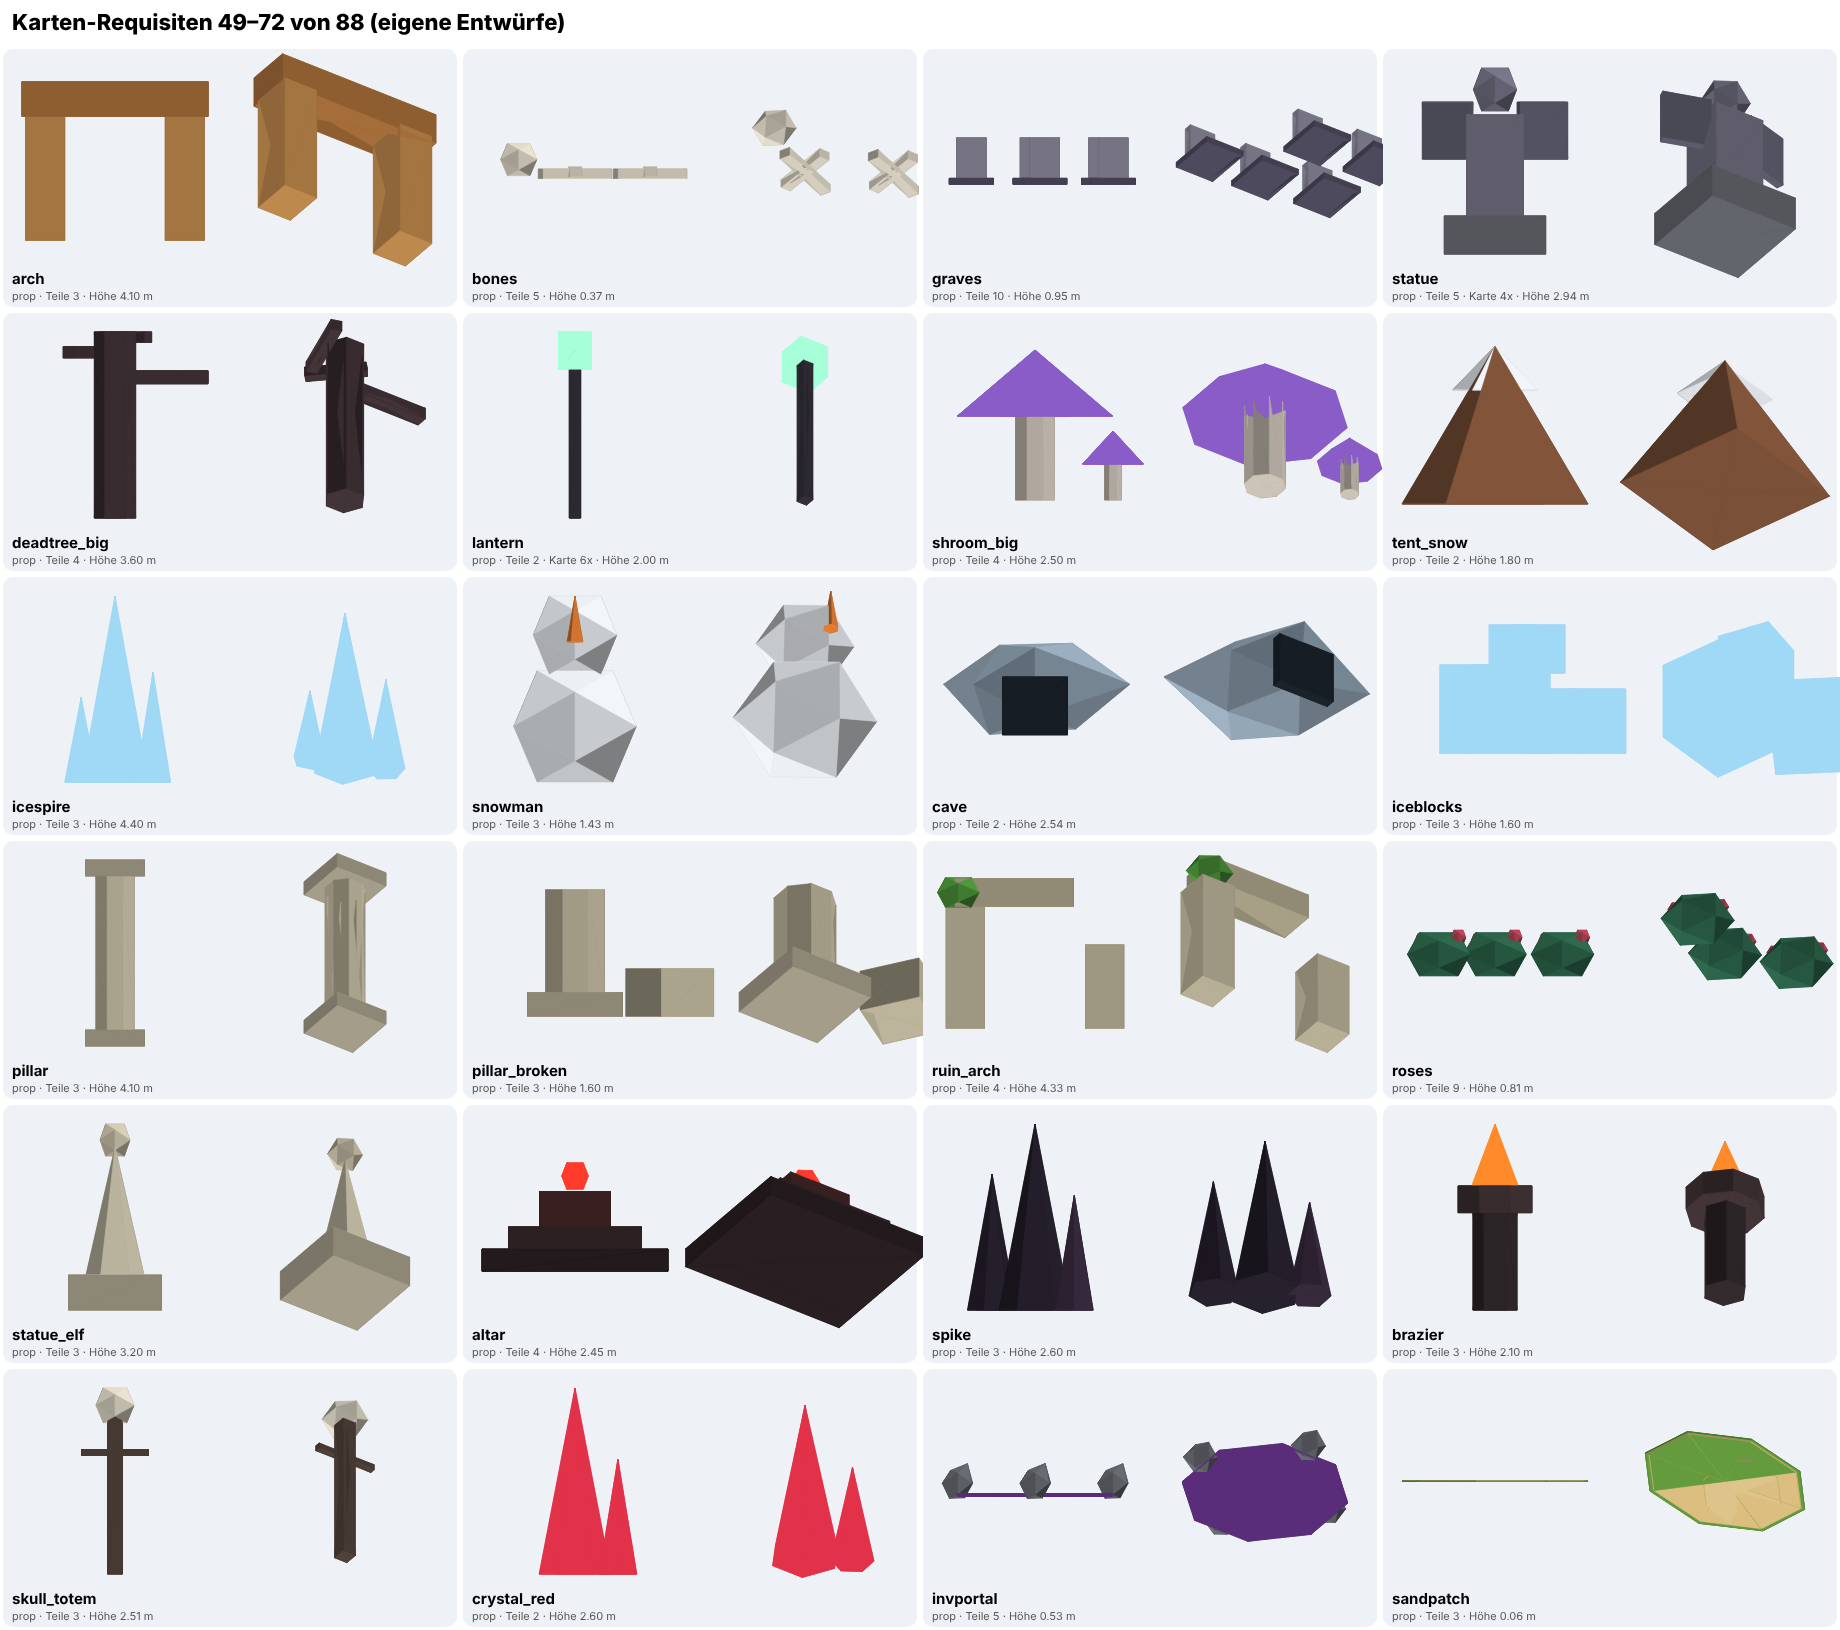 Karten-Requisiten 49–72 von 88 (eigene Entwürfe)
arch
prop · Teile 3 · Höhe 4.10 m
bones
prop · Teile 5 · Höhe 0.37 m
graves
prop · Teile 10 · Höhe 0.95 m
statue
prop · Teile 5 · Karte 4x · Höhe 2.94 m
deadtree_big
prop · Teile 4 · Höhe 3.60 m
lantern
prop · Teile 2 · Karte 6x · Höhe 2.00 m
shroom_big
prop · Teile 4 · Höhe 2.50 m
tent_snow
prop · Teile 2 · Höhe 1.80 m
icespire
prop · Teile 3 · Höhe 4.40 m
snowman
prop · Teile 3 · Höhe 1.43 m
cave
prop · Teile 2 · Höhe 2.54 m
iceblocks
prop · Teile 3 · Höhe 1.60 m
pillar
prop · Teile 3 · Höhe 4.10 m
pillar_broken
prop · Teile 3 · Höhe 1.60 m
ruin_arch
prop · Teile 4 · Höhe 4.33 m
roses
prop · Teile 9 · Höhe 0.81 m
statue_elf
prop · Teile 3 · Höhe 3.20 m
altar
prop · Teile 4 · Höhe 2.45 m
spike
prop · Teile 3 · Höhe 2.60 m
brazier
prop · Teile 3 · Höhe 2.10 m
skull_totem
prop · Teile 3 · Höhe 2.51 m
crystal_red
prop · Teile 2 · Höhe 2.60 m
invportal
prop · Teile 5 · Höhe 0.53 m
sandpatch
prop · Teile 3 · Höhe 0.06 m